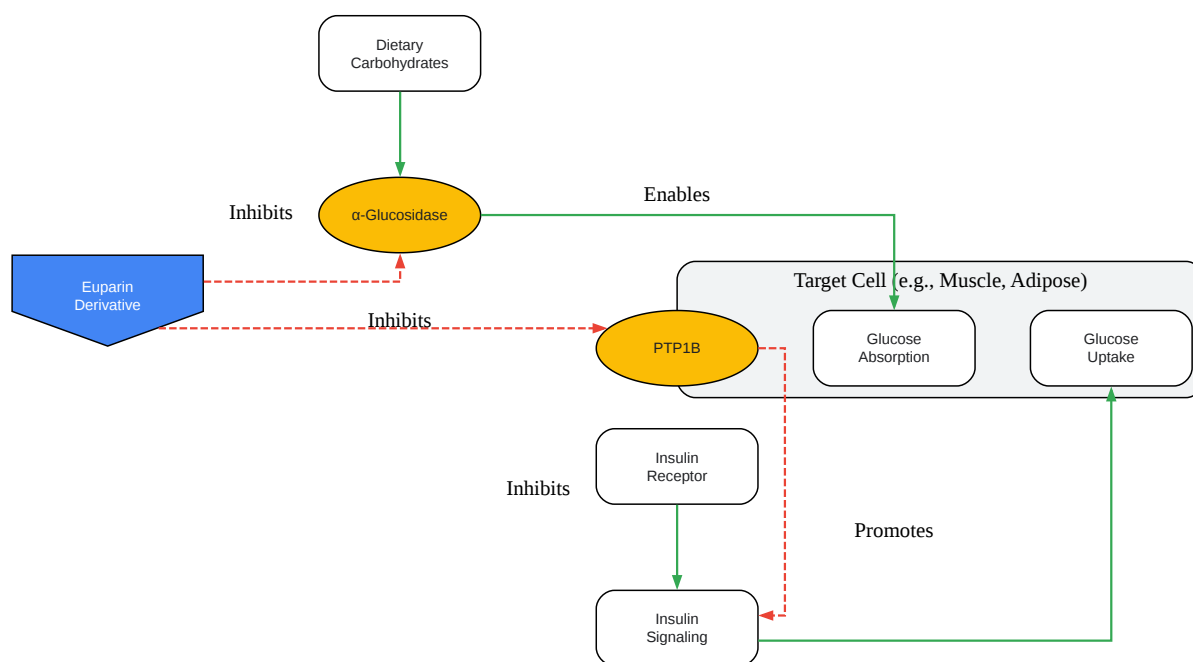 Dietary
Carbohydrates
Inhibits
α-Glucosidase
Enables
Euparin
Derivative
Target Cell (e.g., Muscle, Adipose)
Inhibits
PTP1B
Glucose
Absorption
Glucose
Uptake
Insulin
Receptor
Inhibits
Promotes
Insulin
Signaling